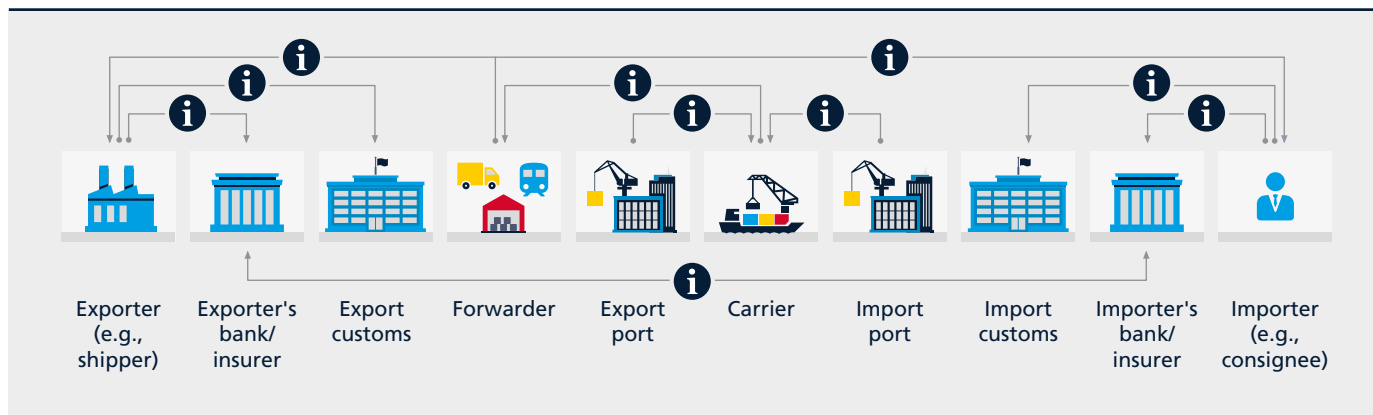 i
i
i
i
i
i
i
i
i
i
Exporter
(e.g.,
shipper)
Exporter's
bank/
insurer
Export
customs
Forwarder
Export
port
Carrier
Import
port
Import
customs
Importer's
bank/
insurer
Importer
(e.g.,
consignee)